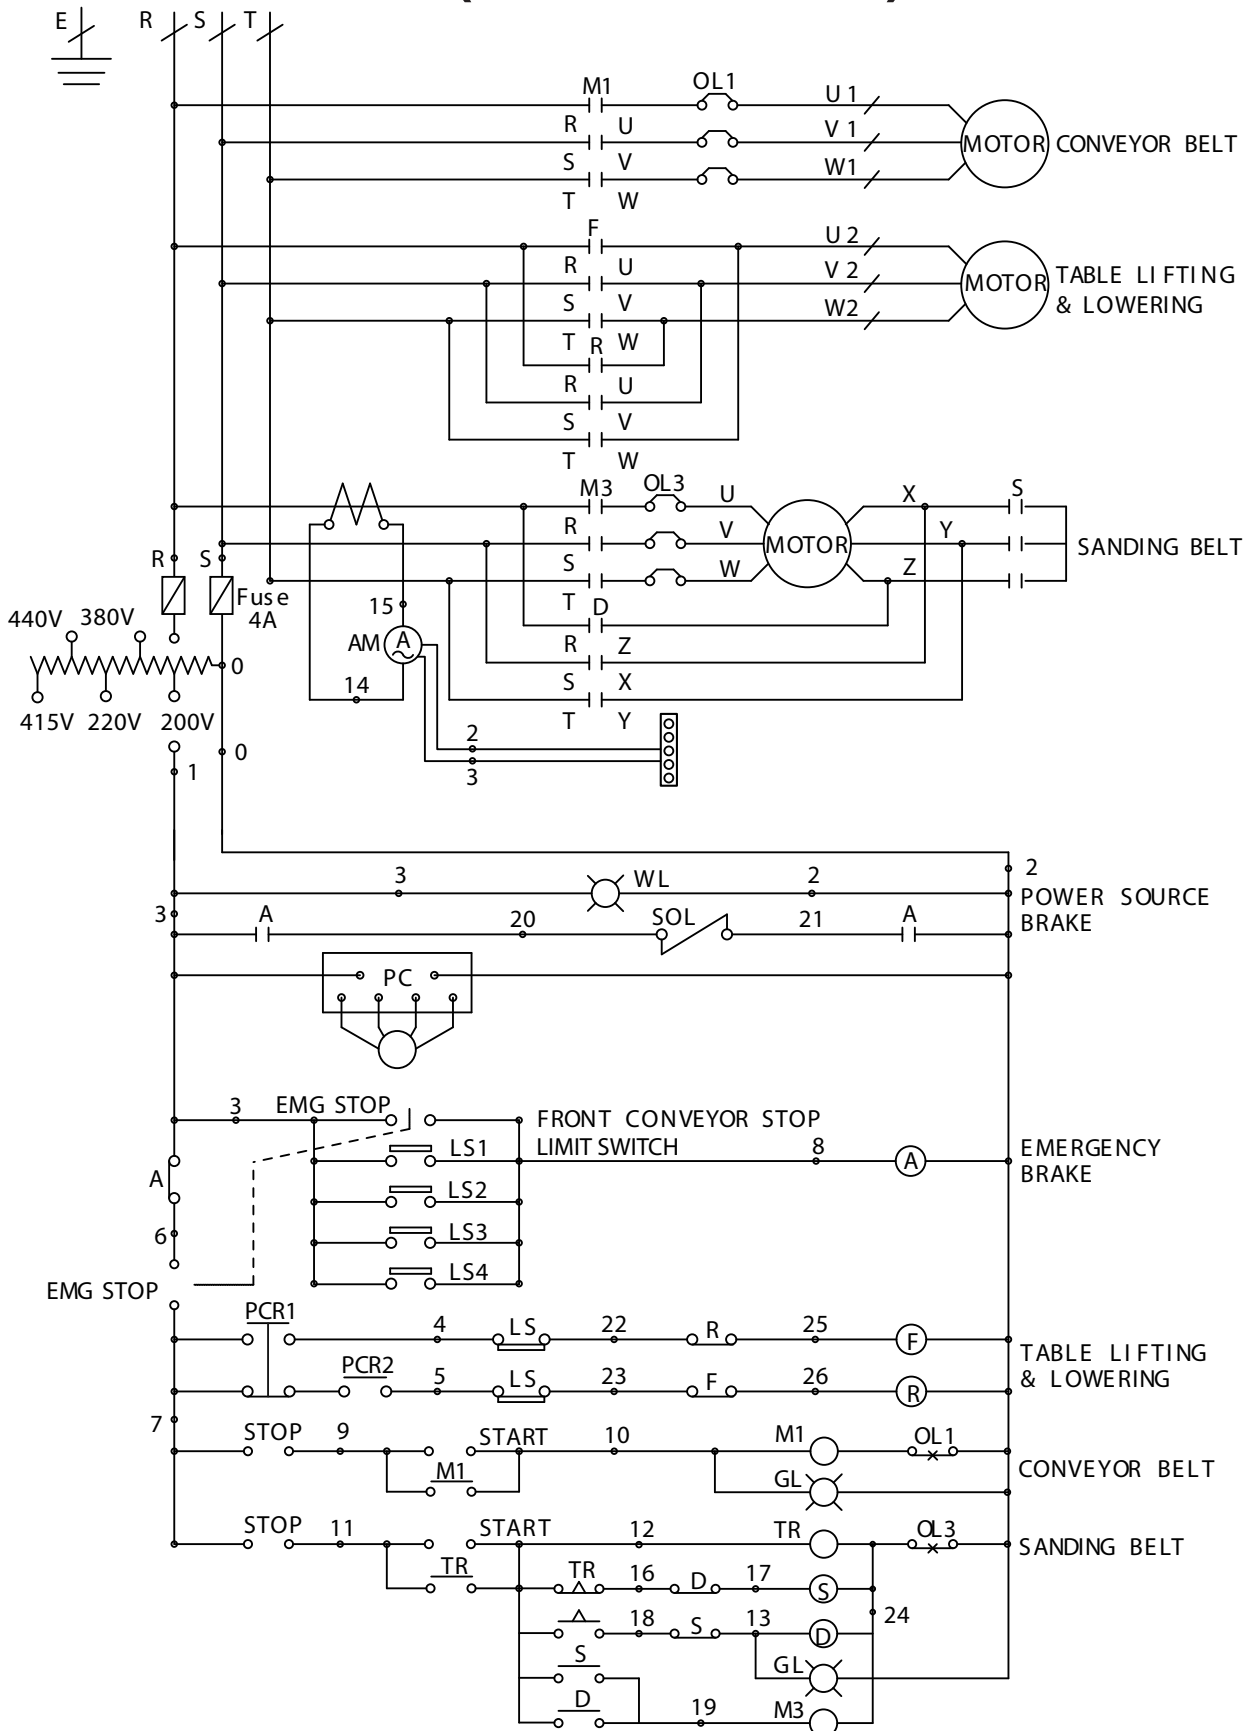 E R S T
M1 OL1 U 1
R U V 1 MOTOR CONVEYOR BELT
S V W1
T W
F U 2
R U V 2 MOTOR TABLE LIFTING
S V W2 & LOWERING
T R W
R U
S V
T W
M3 OL3 U X S
R V MOTOR Y SANDING BELT
S W Z
R S T D
Fuse 15
4A
440V 380V AM A R Z
0 14 S X
415V 220V 200V T Y
0 2
1 3
2
3 WL 2 POWER SOURCE
3 A 20 SOL 21 A BRAKE
PC
3 EMG STOP FRONT CONVEYOR STOP
LS1 LIMIT SWITCH 8 A EMERGENCY
A LS2 BRAKE
6 LS3
EMG STOP LS4
PCR1 4 LS 22 R 25 F TABLE LIFTING
PCR2 5 LS 23 F 26 R & LOWERING
7
STOP 9 START 10 M1 OL1
M1 GL CONVEYOR BELT
STOP 11 START 12 TR OL3 SANDING BELT
TR TR 16 D 17 S
24
18 S 13 D
S GL
D 19 M3